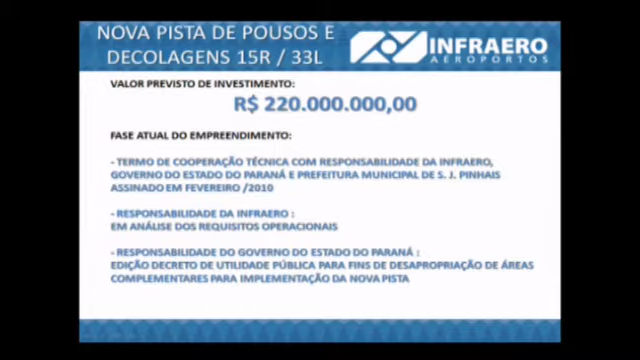 NOVA PISTA DE POUSOS E
DECOLAGENS 15R / 33L
INFRAERO
AEROPORTOS
VALOR PREVISTO DE INVESTIMENTO:
R$ 220.000.000,00
FASE ATUAL DO EMPREENDIMENTO:
- TERMO DE COOPERAÇÃO TÉCNICA COM RESPONSABILIDADE DA INFRAERO,
GOVERNO DO ESTADO DO PARANÁ E PREFEITURA MUNICIPAL DE S. J. PINHAIS
ASSINADO EM FEVEREIRO /2010
- RESPONSABILIDADE DA INFRAERO :
EM ANÁLISE DOS REQUISITOS OPERACIONAIS
- RESPONSABILIDADE DO GOVERNO DO ESTADO DO PARANÁ :
EDIÇÃO DECRETO DE UTILIDADE PÚBLICA PARA FINS DE DESAPROPRIAÇÃO DE ÁREAS
COMPLEMENTARES PARA IMPLEMENTAÇÃO DA NOVA PISTA